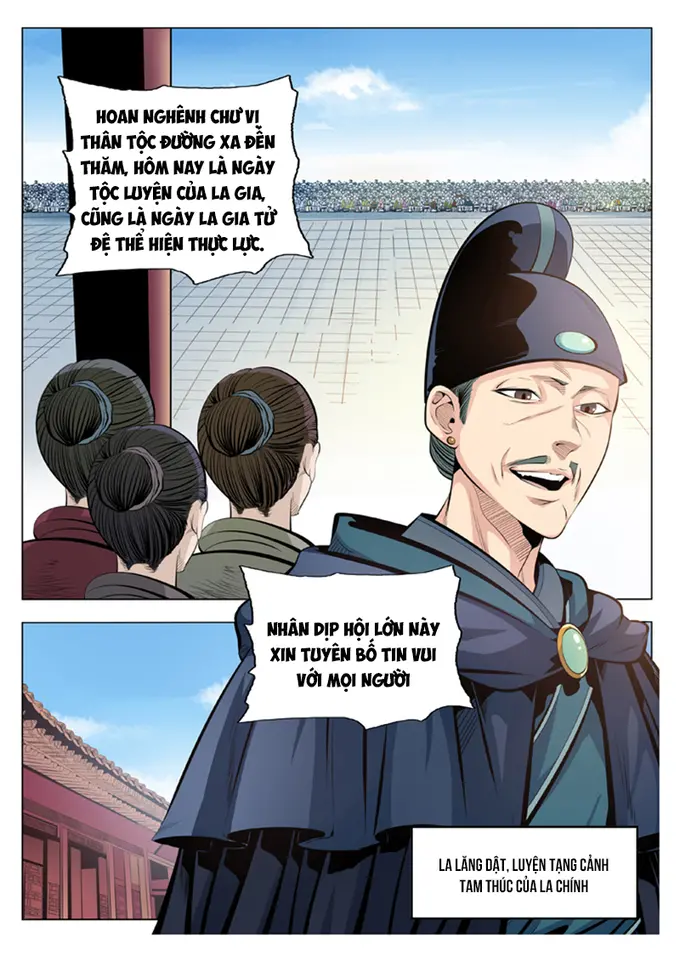 HOAN NGHÊNH CHƯ VỊ
THÂN TỘC ĐƯỜNG XA ĐẾN
THĂM, HÔM NAY LÀ NGÀY
TỘC LUYỆN CỦA LA GIA,
CŨNG LÀ NGÀY LA GIA TỬ
ĐỆ THỂ HIỆN THỰC LỰC.
NHÂN DỊP HỘI LỚN NÀY
XIN TUYÊN BỐ TIN VUI
VỚI MỌI NGƯỜI
LA LĂNG DẬT, LUYỆN TẠNG CẢNH
TAM THÚC CỦA LA CHÍNH